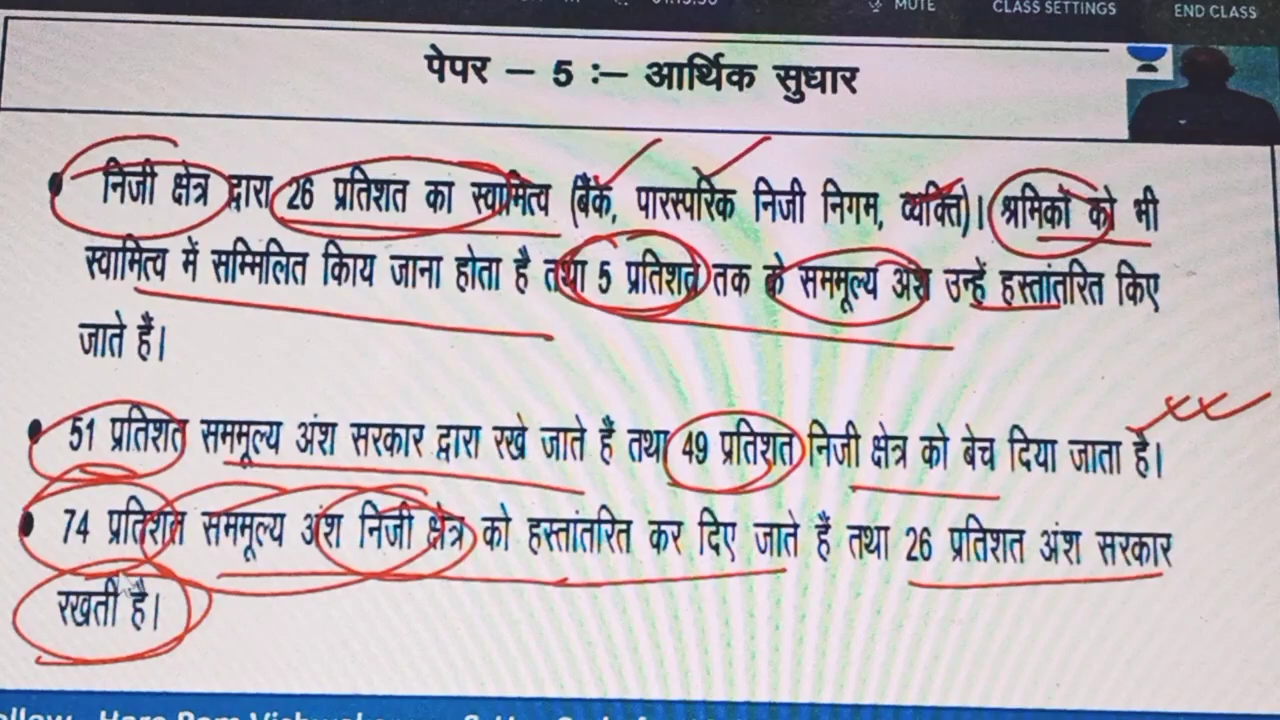 MUTE CLASS SETTINGS END CLASS
पेपर – 5 :– आर्थिक सुधार
निजी क्षेत्र द्वारा 26 प्रतिशत का स्वामित्व (बैंक, पारस्परिक निजी निगम, व्यक्ति)। श्रमिकों को भी
स्वामित्व में सम्मिलित किाय जाना होता है तथा 5 प्रतिशत तक के सममूल्य अंश उन्हें हस्तांतरित किए
जाते हैं।
51 प्रतिशत सममूल्य अंश सरकार द्वारा रखे जाते हैं तथा 49 प्रतिशत निजी क्षेत्र को बेच दिया जाता है।
74 प्रतिशत सममूल्य अंश निजी क्षेत्र को हस्तांतरित कर दिए जाते हैं तथा 26 प्रतिशत अंश सरकार
रखती है।